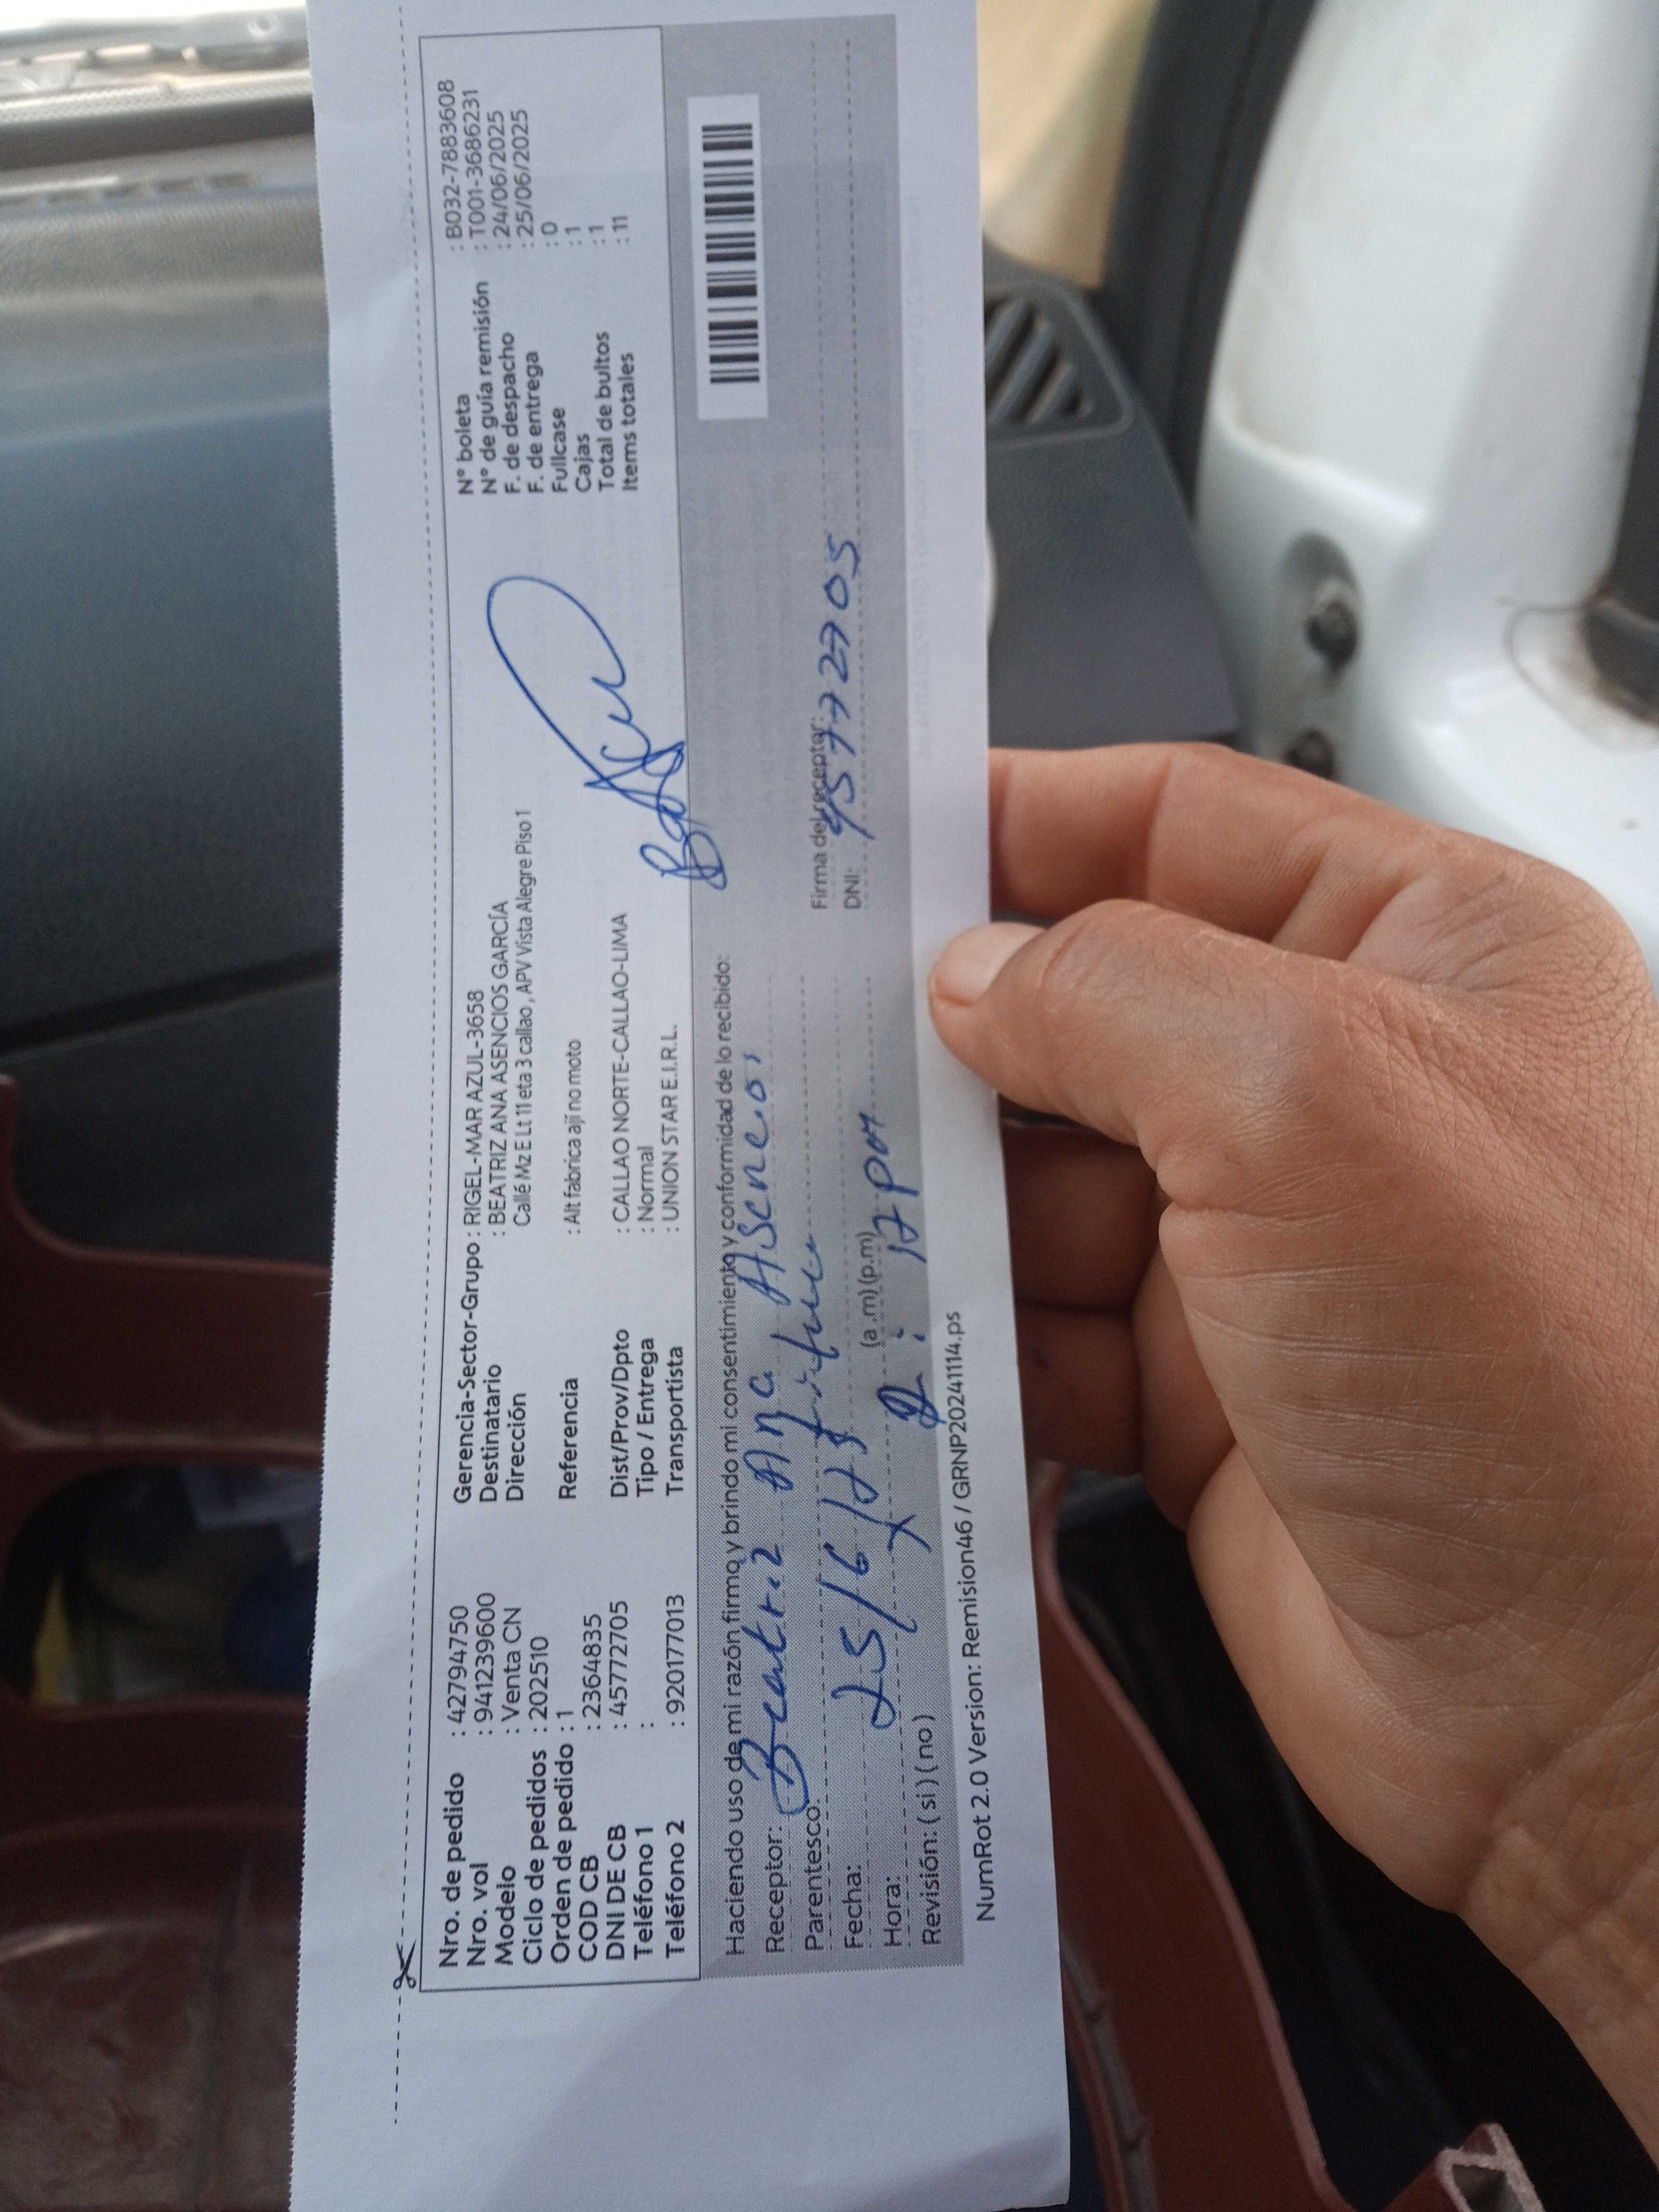 Nro. de pedido : 42794750
Nro. vol : 941239600
Modelo : Venta CN
Ciclo de pedidos : 202510
Orden de pedido : 1
COD CB : 2364835
DNI DE CB : 45772705
Teléfono 1 :
Teléfono 2 : 920177013
Gerencia-Sector-Grupo : RIGEL-MAR AZUL-3658
Destinatario : BEATRIZ ANA ASENCIOS GARCÍA
Dirección Callé Mz E Lt 11 eta 3 callao , APV Vista Alegre Piso 1
Referencia : Alt fabrica ají no moto
Dist/Prov/Dpto : CALLAO NORTE-CALLAO-LIMA
Tipo / Entrega : Normal
Transportista : UNION STAR E.I.R.L.
N° boleta : B032-7883608
N° de guía remisión : T001-3686231
F. de despacho : 24/06/2025
F. de entrega : 25/06/2025
Fullcase : 0
Cajas : 1
Total de bultos : 1
Items totales : 11
Haciendo uso de mi razón firmo y brindo mi consentimiento y conformidad de lo recibido:
Receptor: Beatriz Ana Asencios
Parentesco:
Firma del receptor:
Fecha: 25/6/25
DNI: 45772705
Hora: (a .m) (p.m)
Revisión: ( si ) ( no )
NumRot 2.0 Version: Remision46 / GRNP20241114.ps